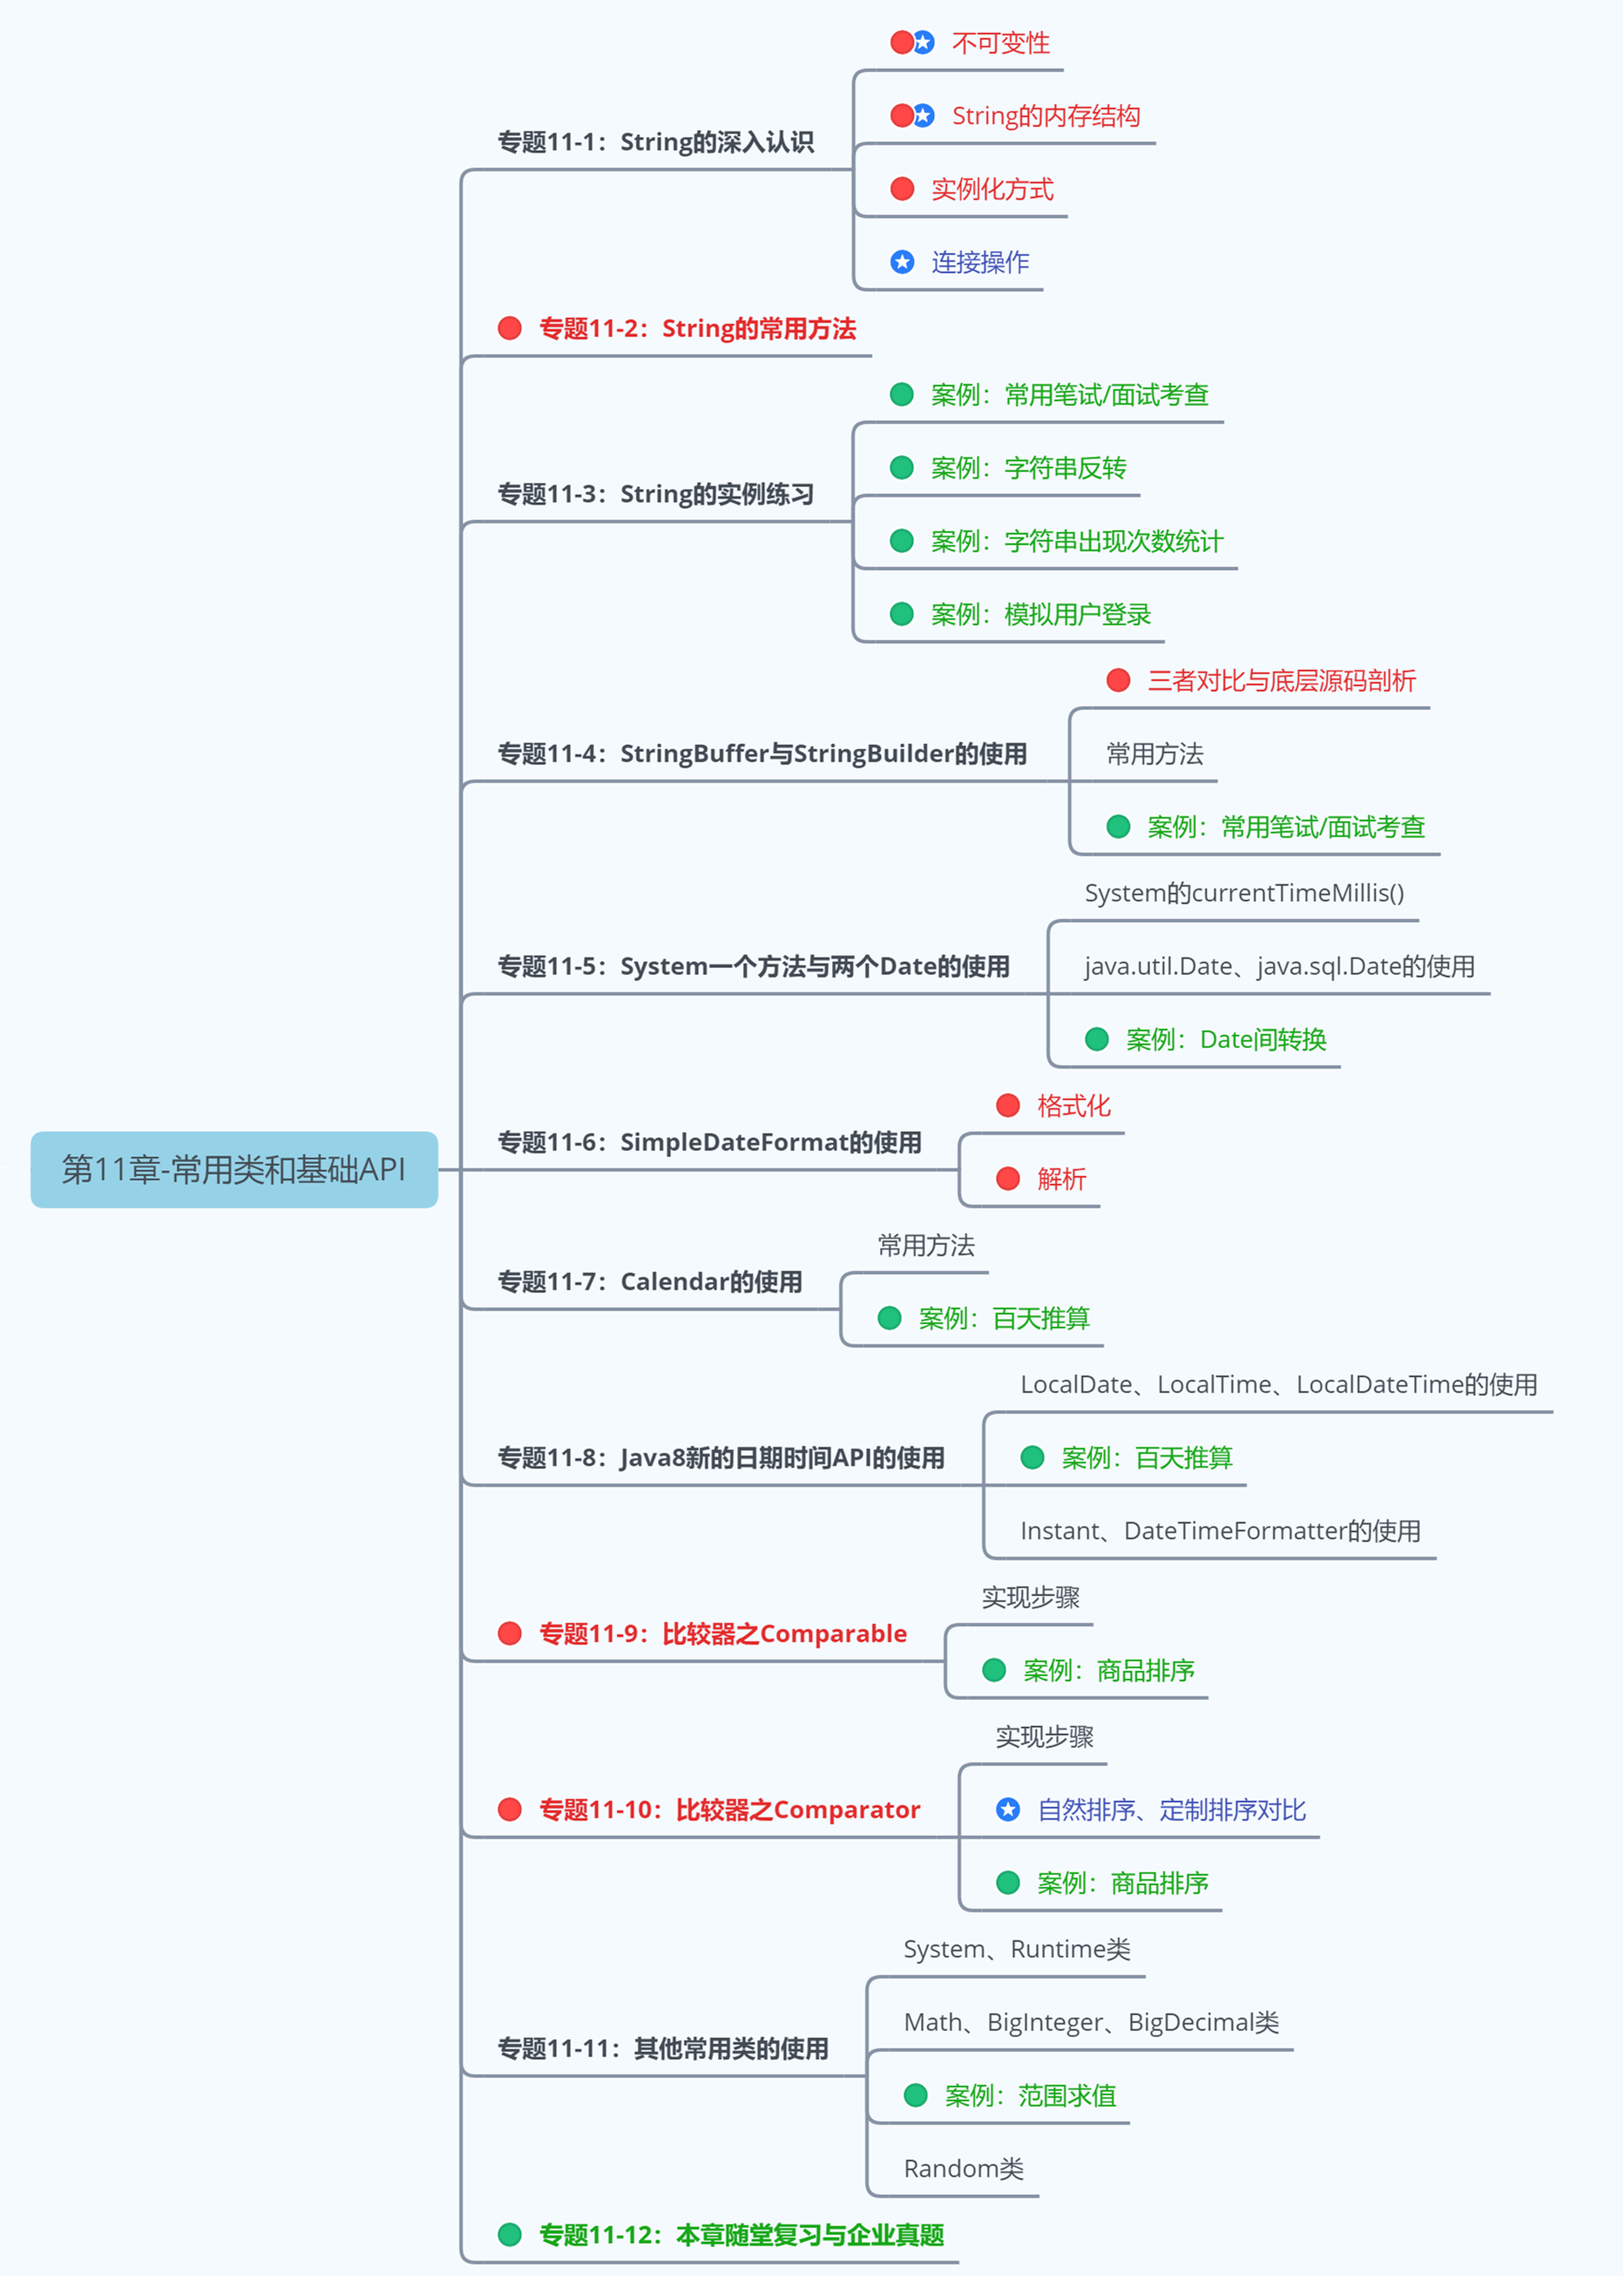 第11章-常用类和基础API
专题11-1：String的深入认识
不可变性
String的内存结构
实例化方式
连接操作
专题11-2：String的常用方法
专题11-3：String的实例练习
案例：常用笔试/面试考查
案例：字符串反转
案例：字符串出现次数统计
案例：模拟用户登录
专题11-4：StringBuffer与StringBuilder的使用
三者对比与底层源码剖析
常用方法
案例：常用笔试/面试考查
专题11-5：System一个方法与两个Date的使用
System的currentTimeMillis()
java.util.Date、java.sql.Date的使用
案例：Date间转换
专题11-6：SimpleDateFormat的使用
格式化
解析
专题11-7：Calendar的使用
常用方法
案例：百天推算
专题11-8：Java8新的日期时间API的使用
LocalDate、LocalTime、LocalDateTime的使用
案例：百天推算
Instant、DateTimeFormatter的使用
专题11-9：比较器之Comparable
实现步骤
案例：商品排序
专题11-10：比较器之Comparator
实现步骤
自然排序、定制排序对比
案例：商品排序
专题11-11：其他常用类的使用
System、Runtime类
Math、BigInteger、BigDecimal类
案例：范围求值
Random类
专题11-12：本章随堂复习与企业真题